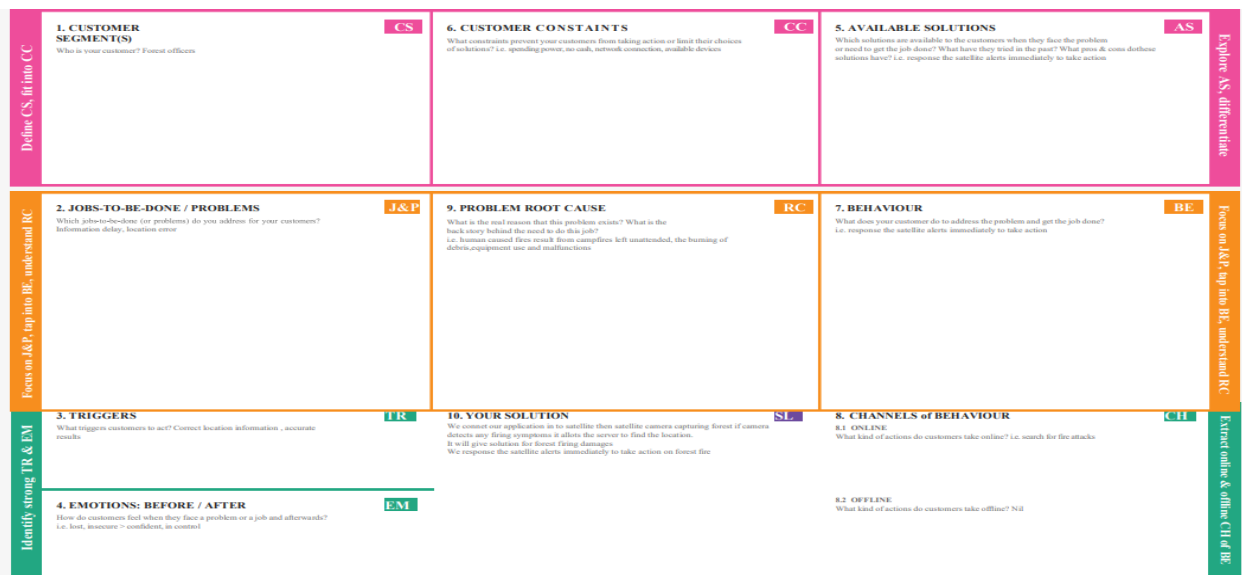 Define CS, fit into CC
1. CUSTOMER
SEGMENT(S)
CS
Who is your customer? Forest officers
6. CUSTOMER CONSTAINTS
CC
What constraints prevent your customers from taking action or limit their choices
of solutions? i.e. spending power, no cash, network connection, available devices
5. AVAILABLE SOLUTIONS
AS
Which solutions are available to the customers when they face the problem
or need to get the job done? What have they tried in the past? What pros & cons dothese
solutions have? i.e. response the satellite alerts immediately to take action
Explore AS, differentiate
Focus on J&P, tap into BE, understand RC
2. JOBS-TO-BE-DONE / PROBLEMS
J&P
Which jobs-to-be-done (or problems) do you address for your customers?
Information delay, location error
9. PROBLEM ROOT CAUSE
RC
What is the real reason that this problem exists? What is the
back story behind the need to do this job?
i.e. human caused fires result from campfires left unattended, the burning of
debris,equipment use and malfunctions
7. BEHAVIOUR
BE
What does your customer do to address the problem and get the job done?
i.e. response the satellite alerts immediately to take action
Focus on J&P, tap into BE, understand RC
Identify strong TR & EM
3. TRIGGERS
TR
What triggers customers to act? Correct location information , accurate
results
4. EMOTIONS: BEFORE / AFTER
EM
How do customers feel when they face a problem or a job and afterwards?
i.e. lost, insecure > confident, in control
10. YOUR SOLUTION
SL
We connet our application in to satellite then satellite camera capturing forest if camera
detects any firing symptoms it allots the server to find the location.
It will give solution for forest firing damages
We response the satellite alerts immediately to take action on forest fire
8. CHANNELS of BEHAVIOUR
CH
8.1 ONLINE
What kind of actions do customers take online? i.e. search for fire attacks
8.2 OFFLINE
What kind of actions do customers take offline? Nil
Extract online & offline CH of BE